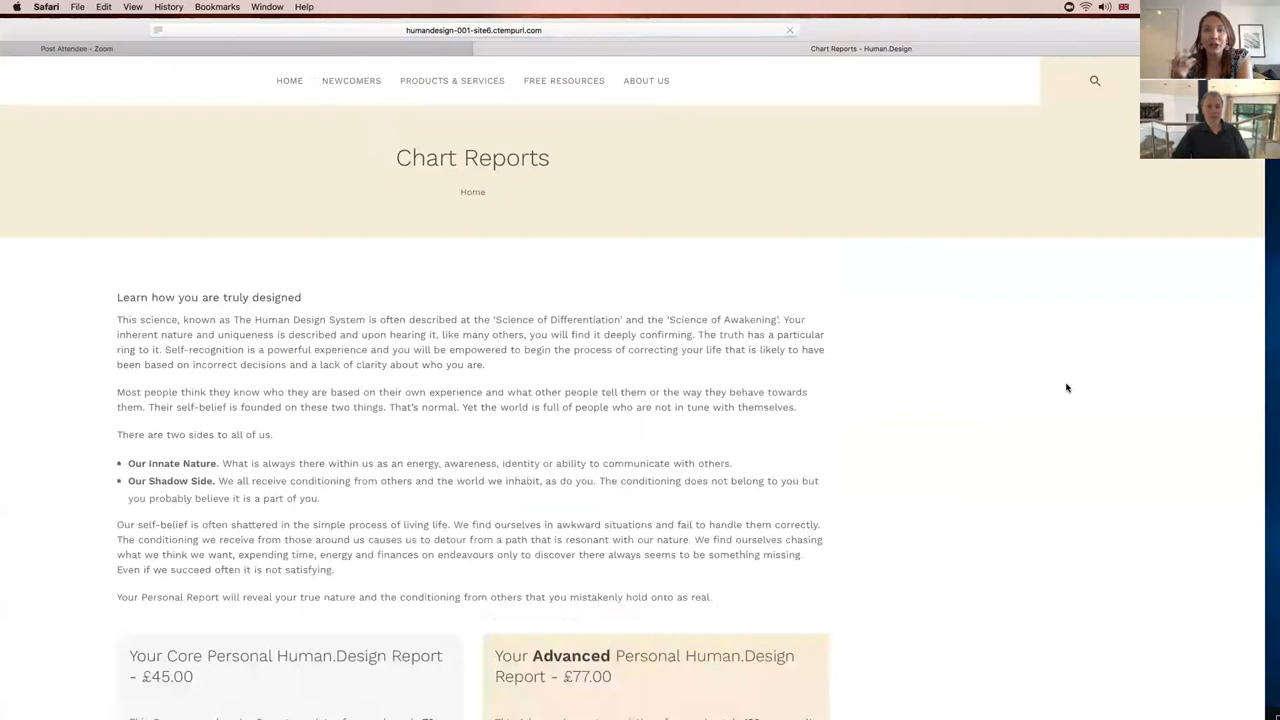 Safari File Edit View History Bookmarks Window Help
humandesign-001-site6.ctempurl.com
Post Attendee - Zoom
Chart Reports - Human.Design
HOME NEWCOMERS PRODUCTS & SERVICES FREE RESOURCES ABOUT US
Chart Reports
Home
Learn how you are truly designed
This science, known as The Human Design System is often described at the ‘Science of Differentiation’ and the ‘Science of Awakening’. Your
inherent nature and uniqueness is described and upon hearing it, like many others, you will find it deeply confirming. The truth has a particular
ring to it. Self-recognition is a powerful experience and you will be empowered to begin the process of correcting your life that is likely to have
been based on incorrect decisions and a lack of clarity about who you are.
Most people think they know who they are based on their own experience and what other people tell them or the way they behave towards
them. Their self-belief is founded on these two things. That’s normal. Yet the world is full of people who are not in tune with themselves.
There are two sides to all of us.
• Our Innate Nature. What is always there within us as an energy, awareness, identity or ability to communicate with others.
• Our Shadow Side. We all receive conditioning from others and the world we inhabit, as do you. The conditioning does not belong to you but
you probably believe it is a part of you.
Our self-belief is often shattered in the simple process of living life. We find ourselves in awkward situations and fail to handle them correctly.
The conditioning we receive from those around us causes us to detour from a path that is resonant with our nature. We find ourselves chasing
what we think we want, expending time, energy and finances on endeavours only to discover there always seems to be something missing.
Even if we succeed often it is not satisfying.
Your Personal Report will reveal your true nature and the conditioning from others that you mistakenly hold onto as real.
Your Core Personal Human.Design Report
- £45.00
Your Advanced Personal Human.Design
Report - £77.00